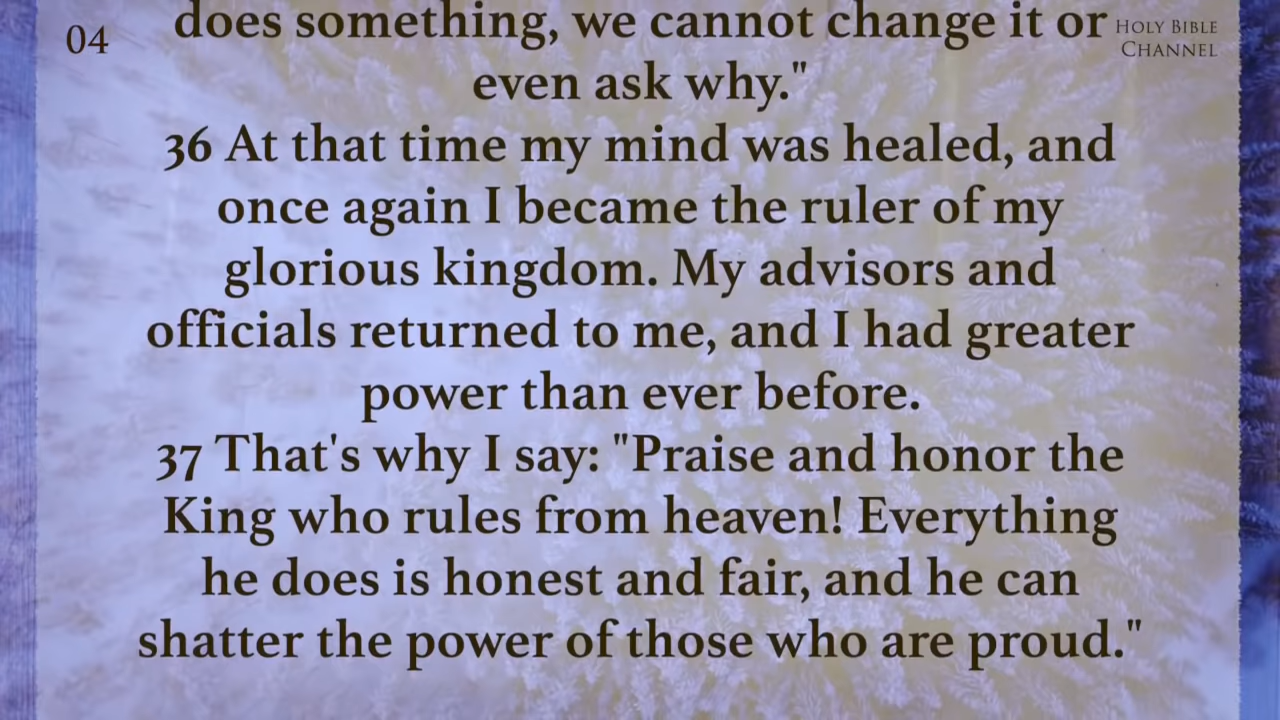 04
HOLY BIBLE
CHANNEL
does something, we cannot change it or
even ask why."
36 At that time my mind was healed, and
once again I became the ruler of my
glorious kingdom. My advisors and
officials returned to me, and I had greater
power than ever before.
37 That's why I say: "Praise and honor the
King who rules from heaven! Everything
he does is honest and fair, and he can
shatter the power of those who are proud."